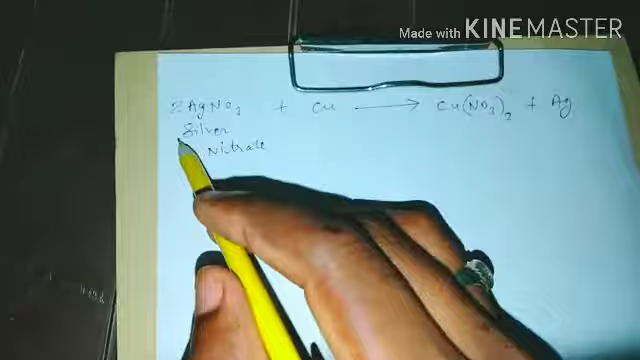 Made with KINEMASTER
2AgNO3 + Cu ⟶ Cu(NO3)2 + Ag
Silver
Nitrate